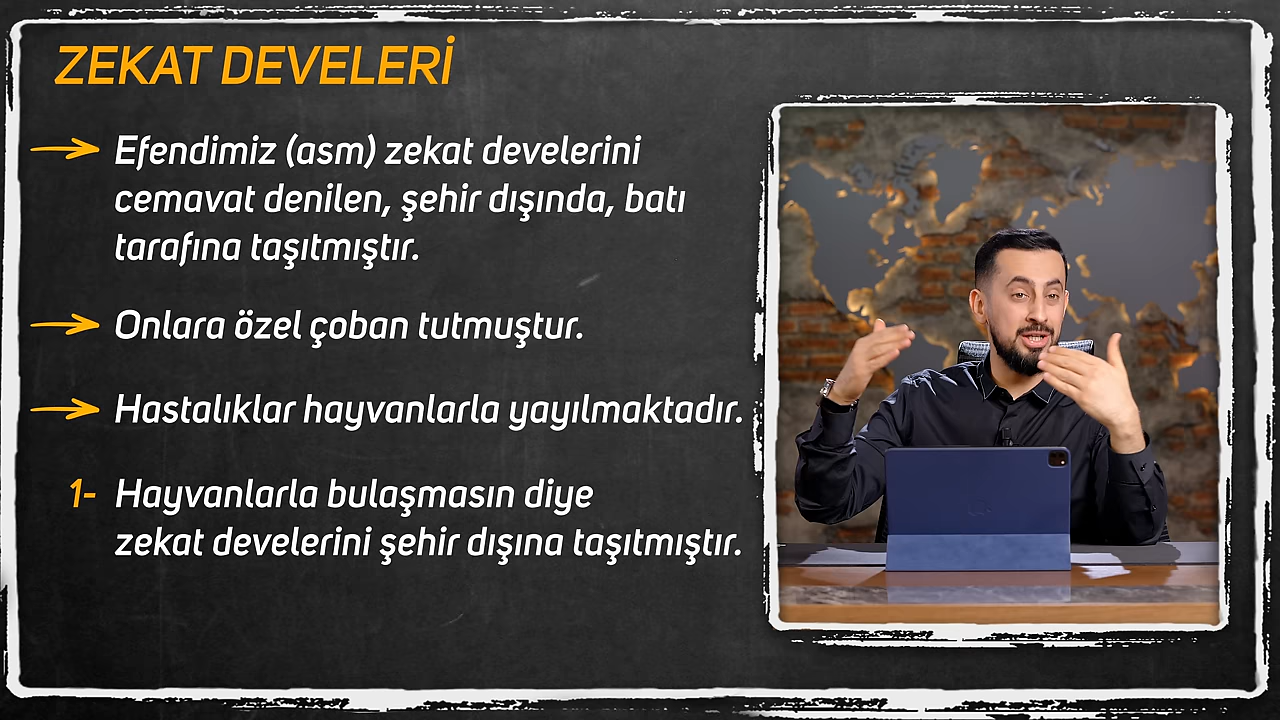 ZEKAT DEVELERİ
Efendimiz (asm) zekat develerini
cemavat denilen, şehir dışında, batı
tarafına taşıtmıştır.
Onlara özel çoban tutmuştur.
Hastalıklar hayvanlarla yayılmaktadır.
1- Hayvanlarla bulaşmasın diye
zekat develerini şehir dışına taşıtmıştır.